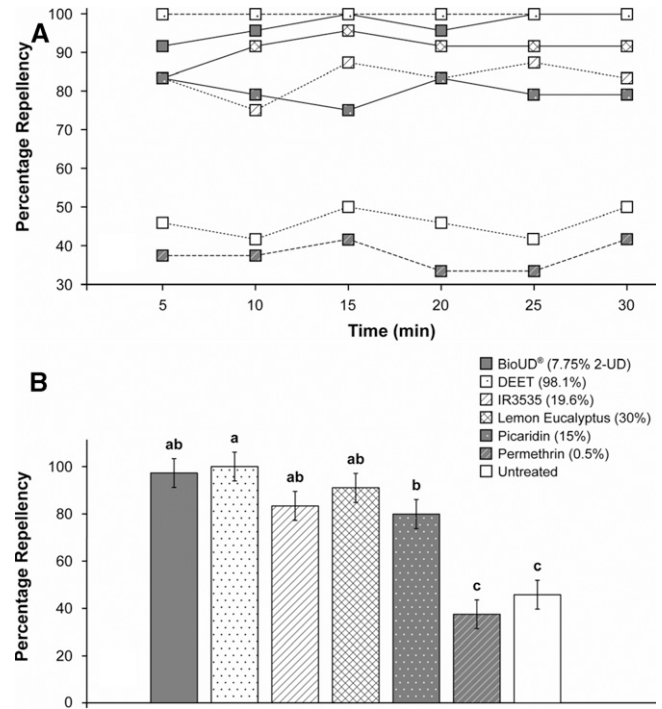 A
Percentage Repellency
100
90
80
70
60
50
40
30
5 10 15 20 25 30
Time (min)
B
BioUD® (7.75% 2-UD)
DEET (98.1%)
IR3535 (19.6%)
Lemon Eucalyptus (30%)
Picaridin (15%)
Permethrin (0.5%)
Untreated
Percentage Repellency
100
80
60
40
20
0
ab a ab ab b c c